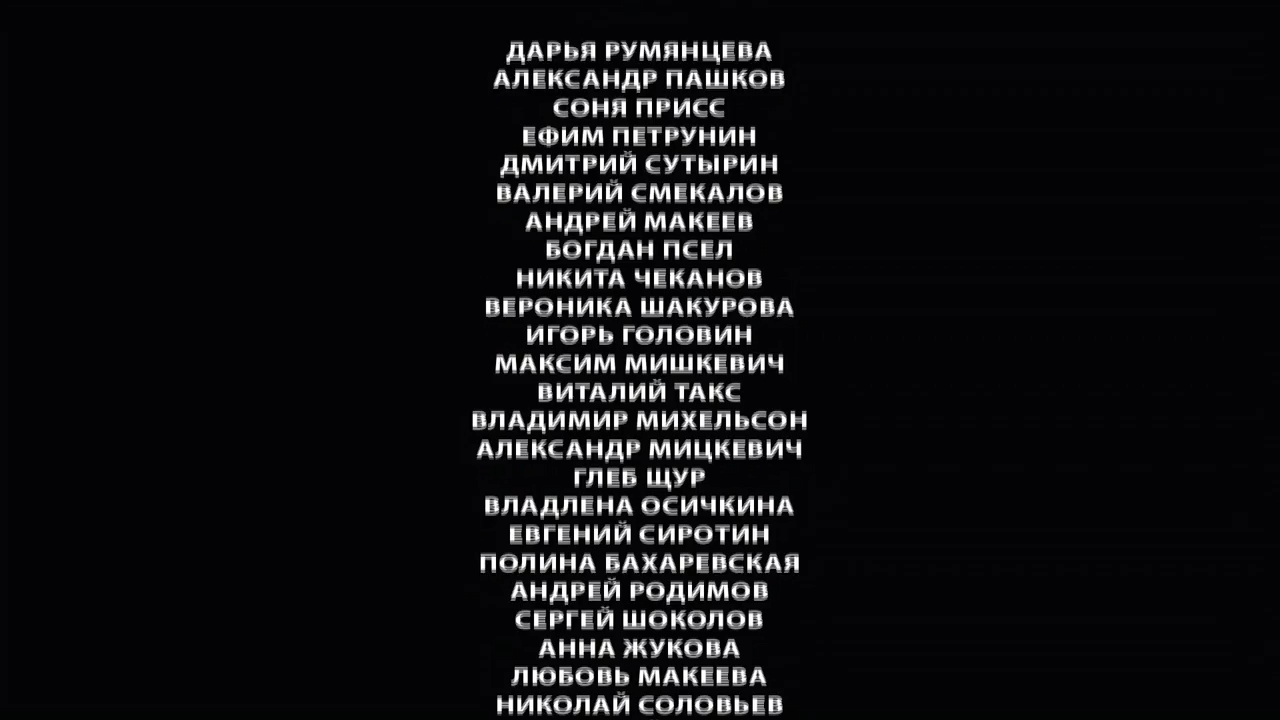 ДАРЬЯ РУМЯНЦЕВА
АЛЕКСАНДР ПАШКОВ
СОНЯ ПРИСС
ЕФИМ ПЕТРУНИН
ДМИТРИЙ СУТЫРИН
ВАЛЕРИЙ СМЕКАЛОВ
АНДРЕЙ МАКЕЕВ
БОГДАН ПСЕЛ
НИКИТА ЧЕКАНОВ
ВЕРОНИКА ШАКУРОВА
ИГОРЬ ГОЛОВИН
МАКСИМ МИШКЕВИЧ
ВИТАЛИЙ ТАКС
ВЛАДИМИР МИХЕЛЬСОН
АЛЕКСАНДР МИЦКЕВИЧ
ГЛЕБ ЩУР
ВЛАДЛЕНА ОСИЧКИНА
ЕВГЕНИЙ СИРОТИН
ПОЛИНА БАХАРЕВСКАЯ
АНДРЕЙ РОДИМОВ
СЕРГЕЙ ШОКОЛОВ
АННА ЖУКОВА
ЛЮБОВЬ МАКЕЕВА
НИКОЛАЙ СОЛОВЬЕВ